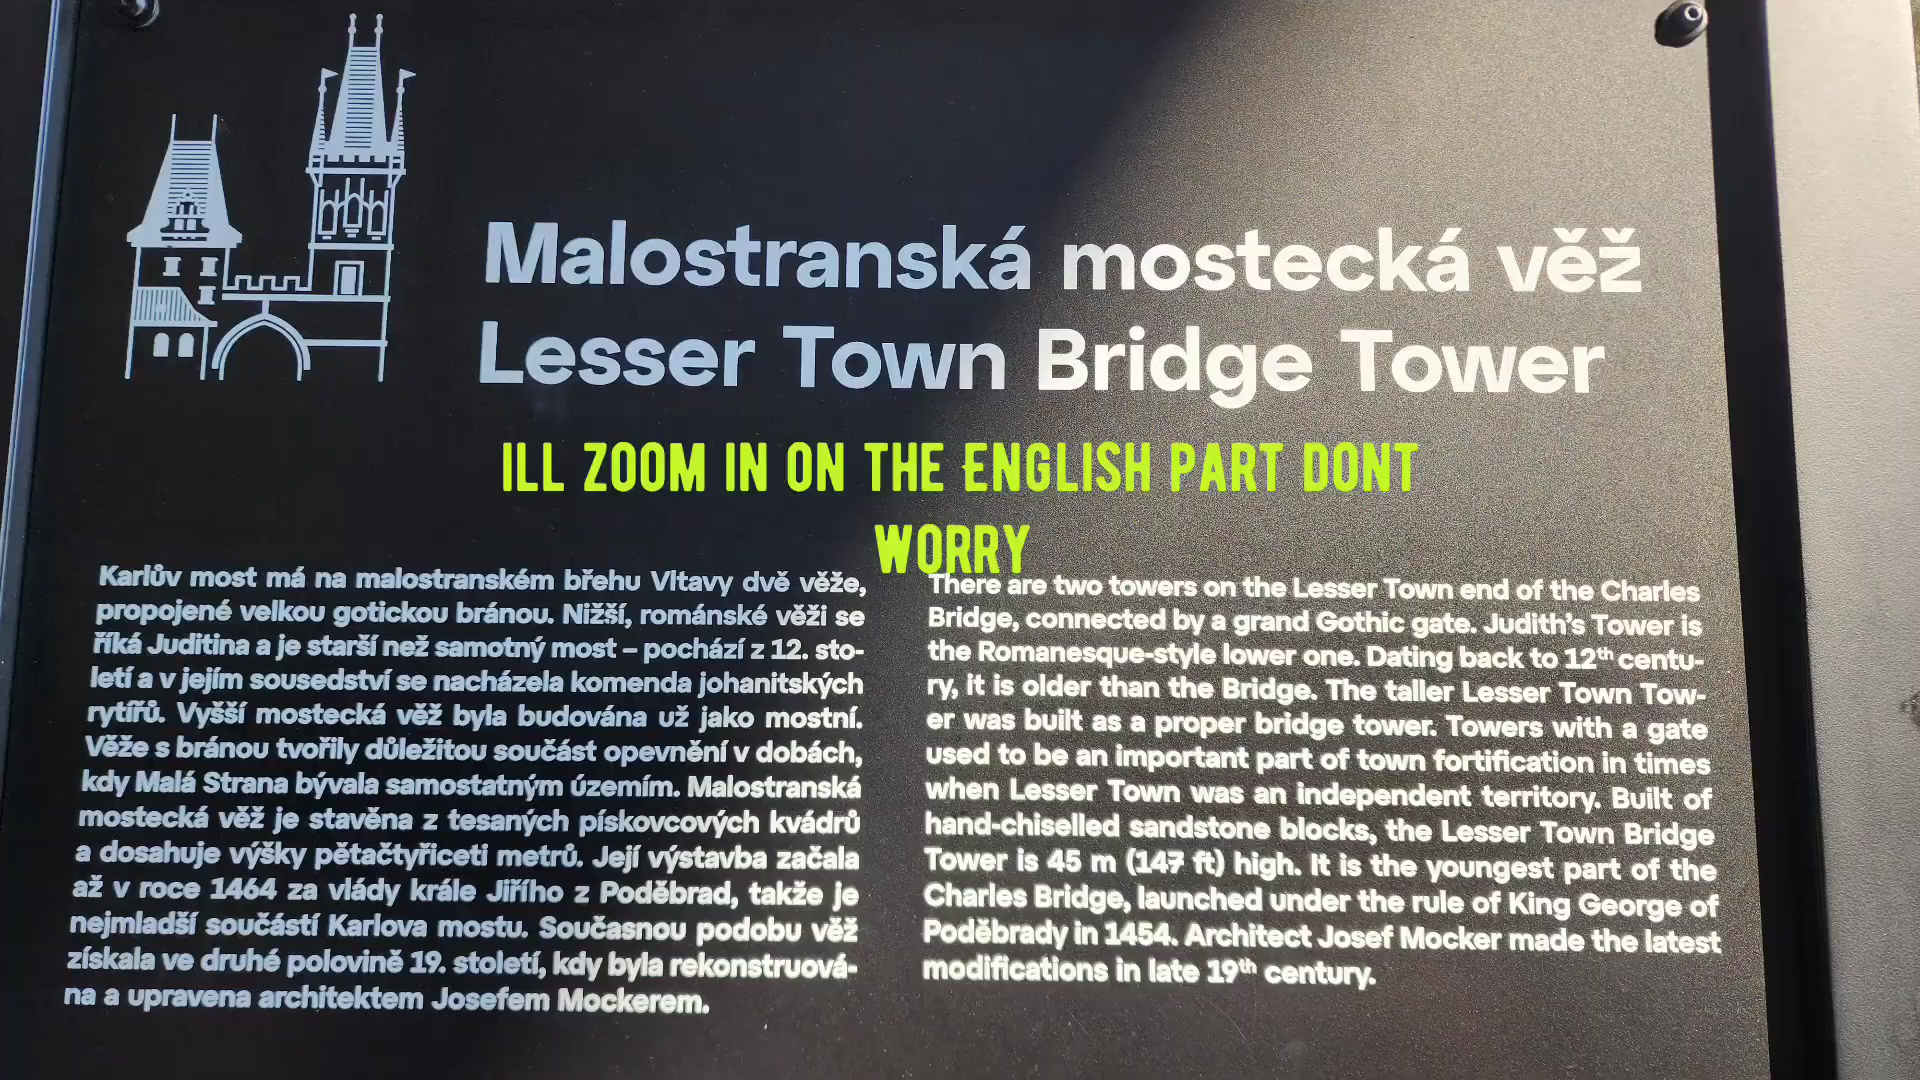 Malostranská mostecká věž
Lesser Town Bridge Tower
ILL ZOOM IN ON THE ENGLISH PART DONT
WORRY
Karlův most má na malostranském břehu Vltavy dvě věže,
propojené velkou gotickou bránou. Nižší, románské věži se
říká Juditina a je starší než samotný most – pochází z 12. sto-
letí a v jejím sousedství se nacházela komenda johanitských
rytířů. Vyšší mostecká věž byla budována už jako mostní.
Věže s bránou tvořily důležitou součást opevnění v dobách,
kdy Malá Strana bývala samostatným územím. Malostranská
mostecká věž je stavěna z tesaných pískovcových kvádrů
a dosahuje výšky pětačtyřiceti metrů. Její výstavba začala
až v roce 1464 za vlády krále Jiřího z Poděbrad, takže je
nejmladší součástí Karlova mostu. Současnou podobu věž
získala ve druhé polovině 19. století, kdy byla rekonstruová-
na a upravena architektem Josefem Mockerem.
There are two towers on the Lesser Town end of the Charles
Bridge, connected by a grand Gothic gate. Judith's Tower is
the Romanesque-style lower one. Dating back to 12th centu-
ry, it is older than the Bridge. The taller Lesser Town Tow-
er was built as a proper bridge tower. Towers with a gate
used to be an important part of town fortification in times
when Lesser Town was an independent territory. Built of
hand-chiselled sandstone blocks, the Lesser Town Bridge
Tower is 45 m (147 ft) high. It is the youngest part of the
Charles Bridge, launched under the rule of King George of
Poděbrady in 1454. Architect Josef Mocker made the latest
modifications in late 19th century.